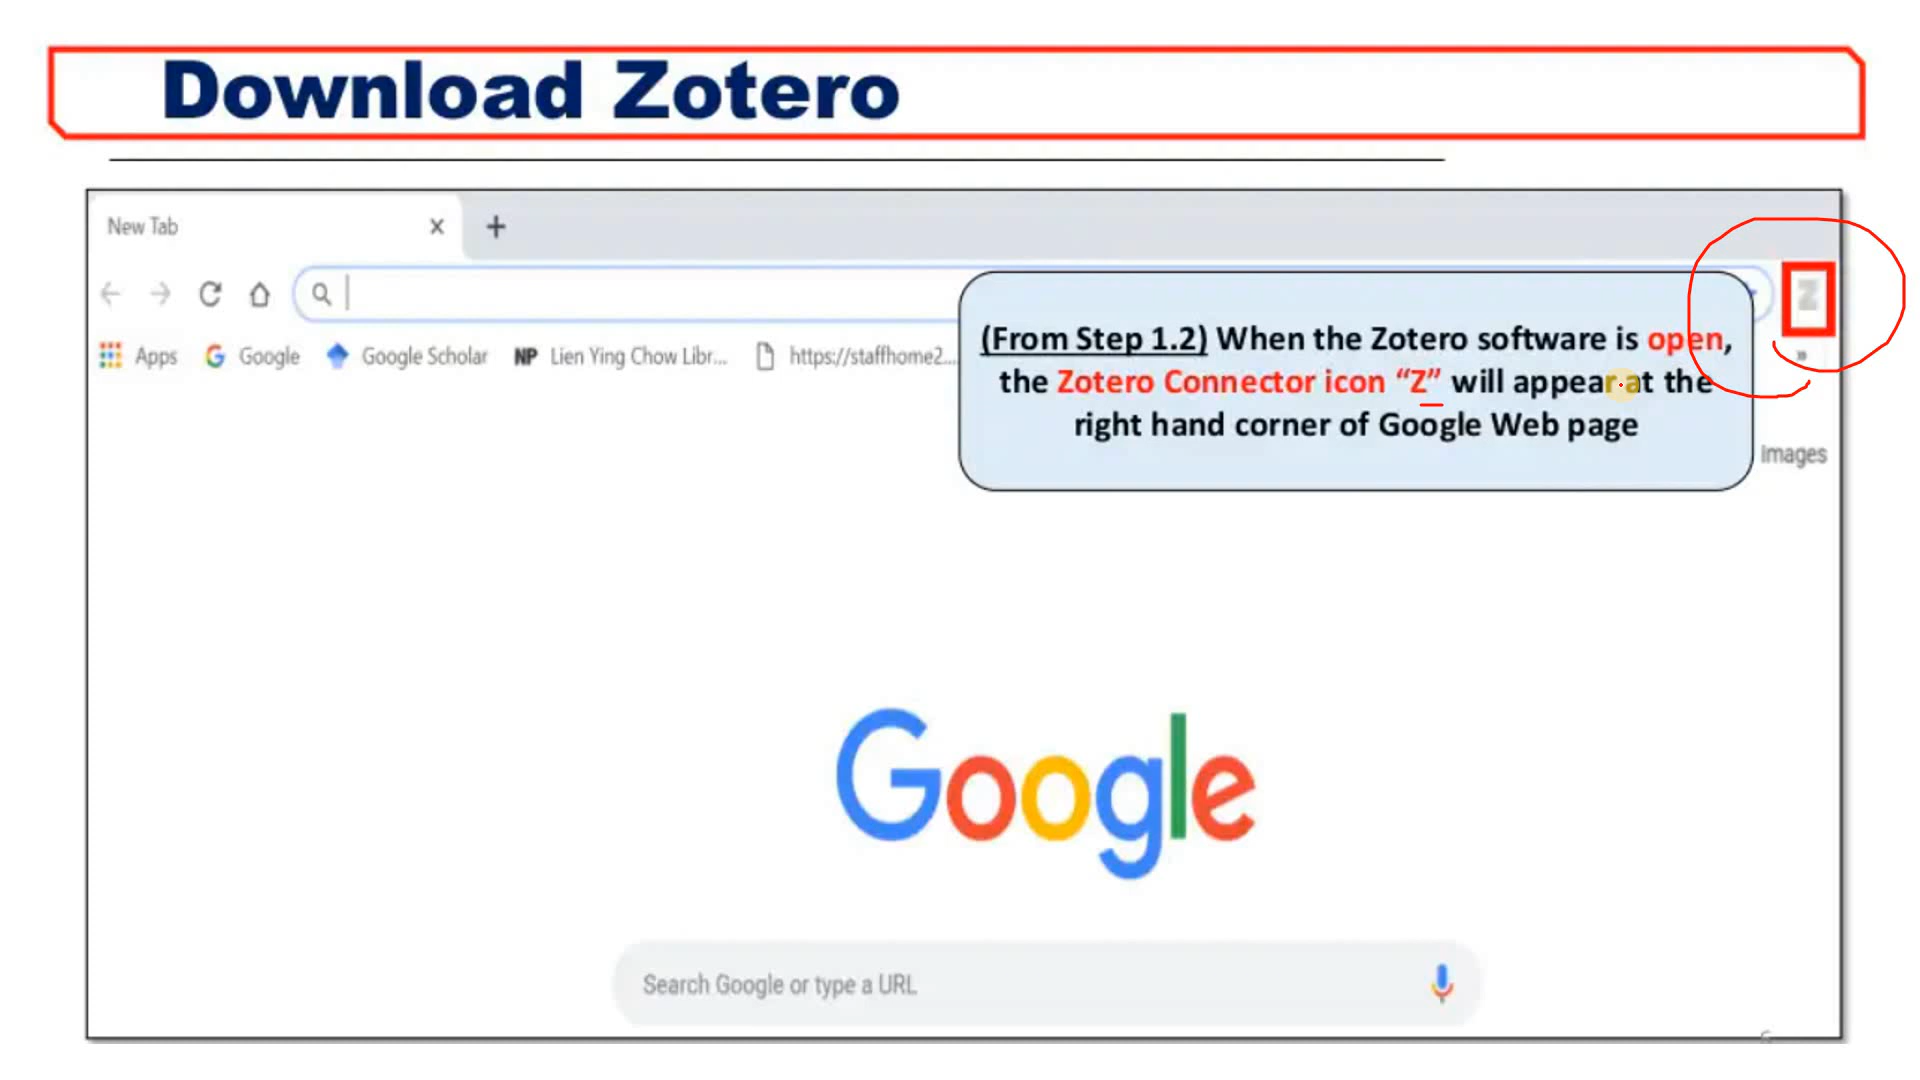 Download Zotero
New Tab
Apps Google Google Scholar NP Lien Ying Chow Libr... https://staffhome2...
Z
»
(From Step 1.2) When the Zotero software is open,
the Zotero Connector icon “Z” will appear at the
right hand corner of Google Web page
Images
Google
Search Google or type a URL